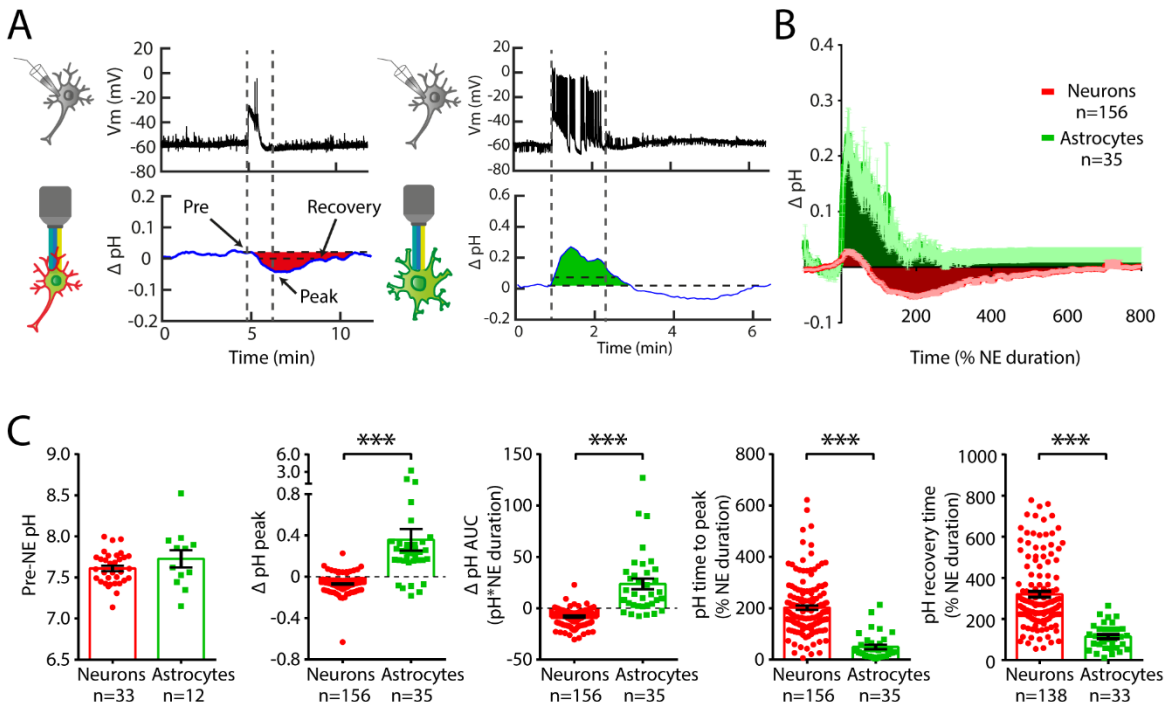 A
B
Vm (mV)
20
0
-20
-40
-60
-80
Vm (mV)
20
0
-20
-40
-60
-80
0.4
0.3
0.2
0.1
-0.1
Δ pH
Neurons
n=156
Astrocytes
n=35
200
400
600
800
Time (% NE duration)
Δ pH
0.2
0.1
0
-0.1
-0.2
Pre
Recovery
Peak
0
5
10
Time (min)
Δ pH
0.6
0.4
0.2
0
-0.2
0
2
4
6
Time (min)
C
Pre-NE pH
9.0
8.5
8.0
7.5
7.0
6.5
Neurons
n=33
Astrocytes
n=12
Δ pH peak
6.0
3.0
0.8
0.4
0
-0.4
-0.8
***
Neurons
n=156
Astrocytes
n=35
Δ pH AUC
(pH*NE duration)
150
100
50
0
-50
***
Neurons
n=156
Astrocytes
n=35
pH time to peak
(% NE duration)
800
600
400
200
0
***
Neurons
n=156
Astrocytes
n=35
pH recovery time
(% NE duration)
1000
800
600
400
200
0
***
Neurons
n=138
Astrocytes
n=33